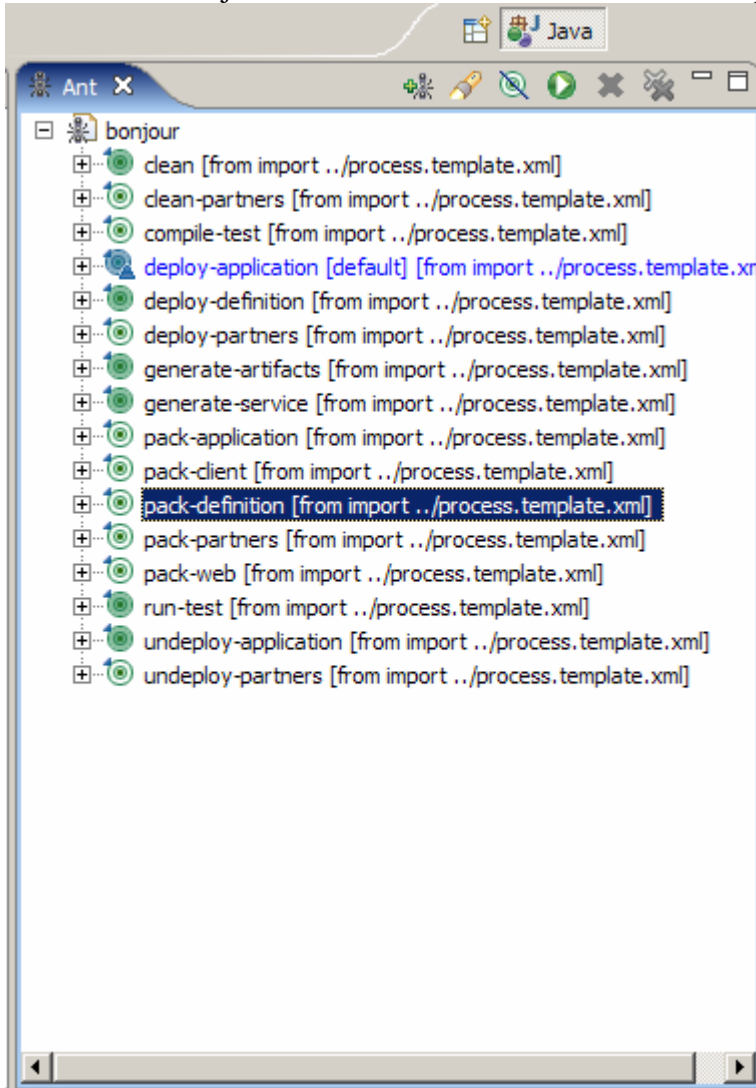 Java
Ant
bonjour
clean [from import ../process.template.xml]
clean-partners [from import ../process.template.xml]
compile-test [from import ../process.template.xml]
deploy-application [default] [from import ../process.template.xm
deploy-definition [from import ../process.template.xml]
deploy-partners [from import ../process.template.xml]
generate-artifacts [from import ../process.template.xml]
generate-service [from import ../process.template.xml]
pack-application [from import ../process.template.xml]
pack-client [from import ../process.template.xml]
pack-definition [from import ../process.template.xml]
pack-partners [from import ../process.template.xml]
pack-web [from import ../process.template.xml]
run-test [from import ../process.template.xml]
undeploy-application [from import ../process.template.xml]
undeploy-partners [from import ../process.template.xml]